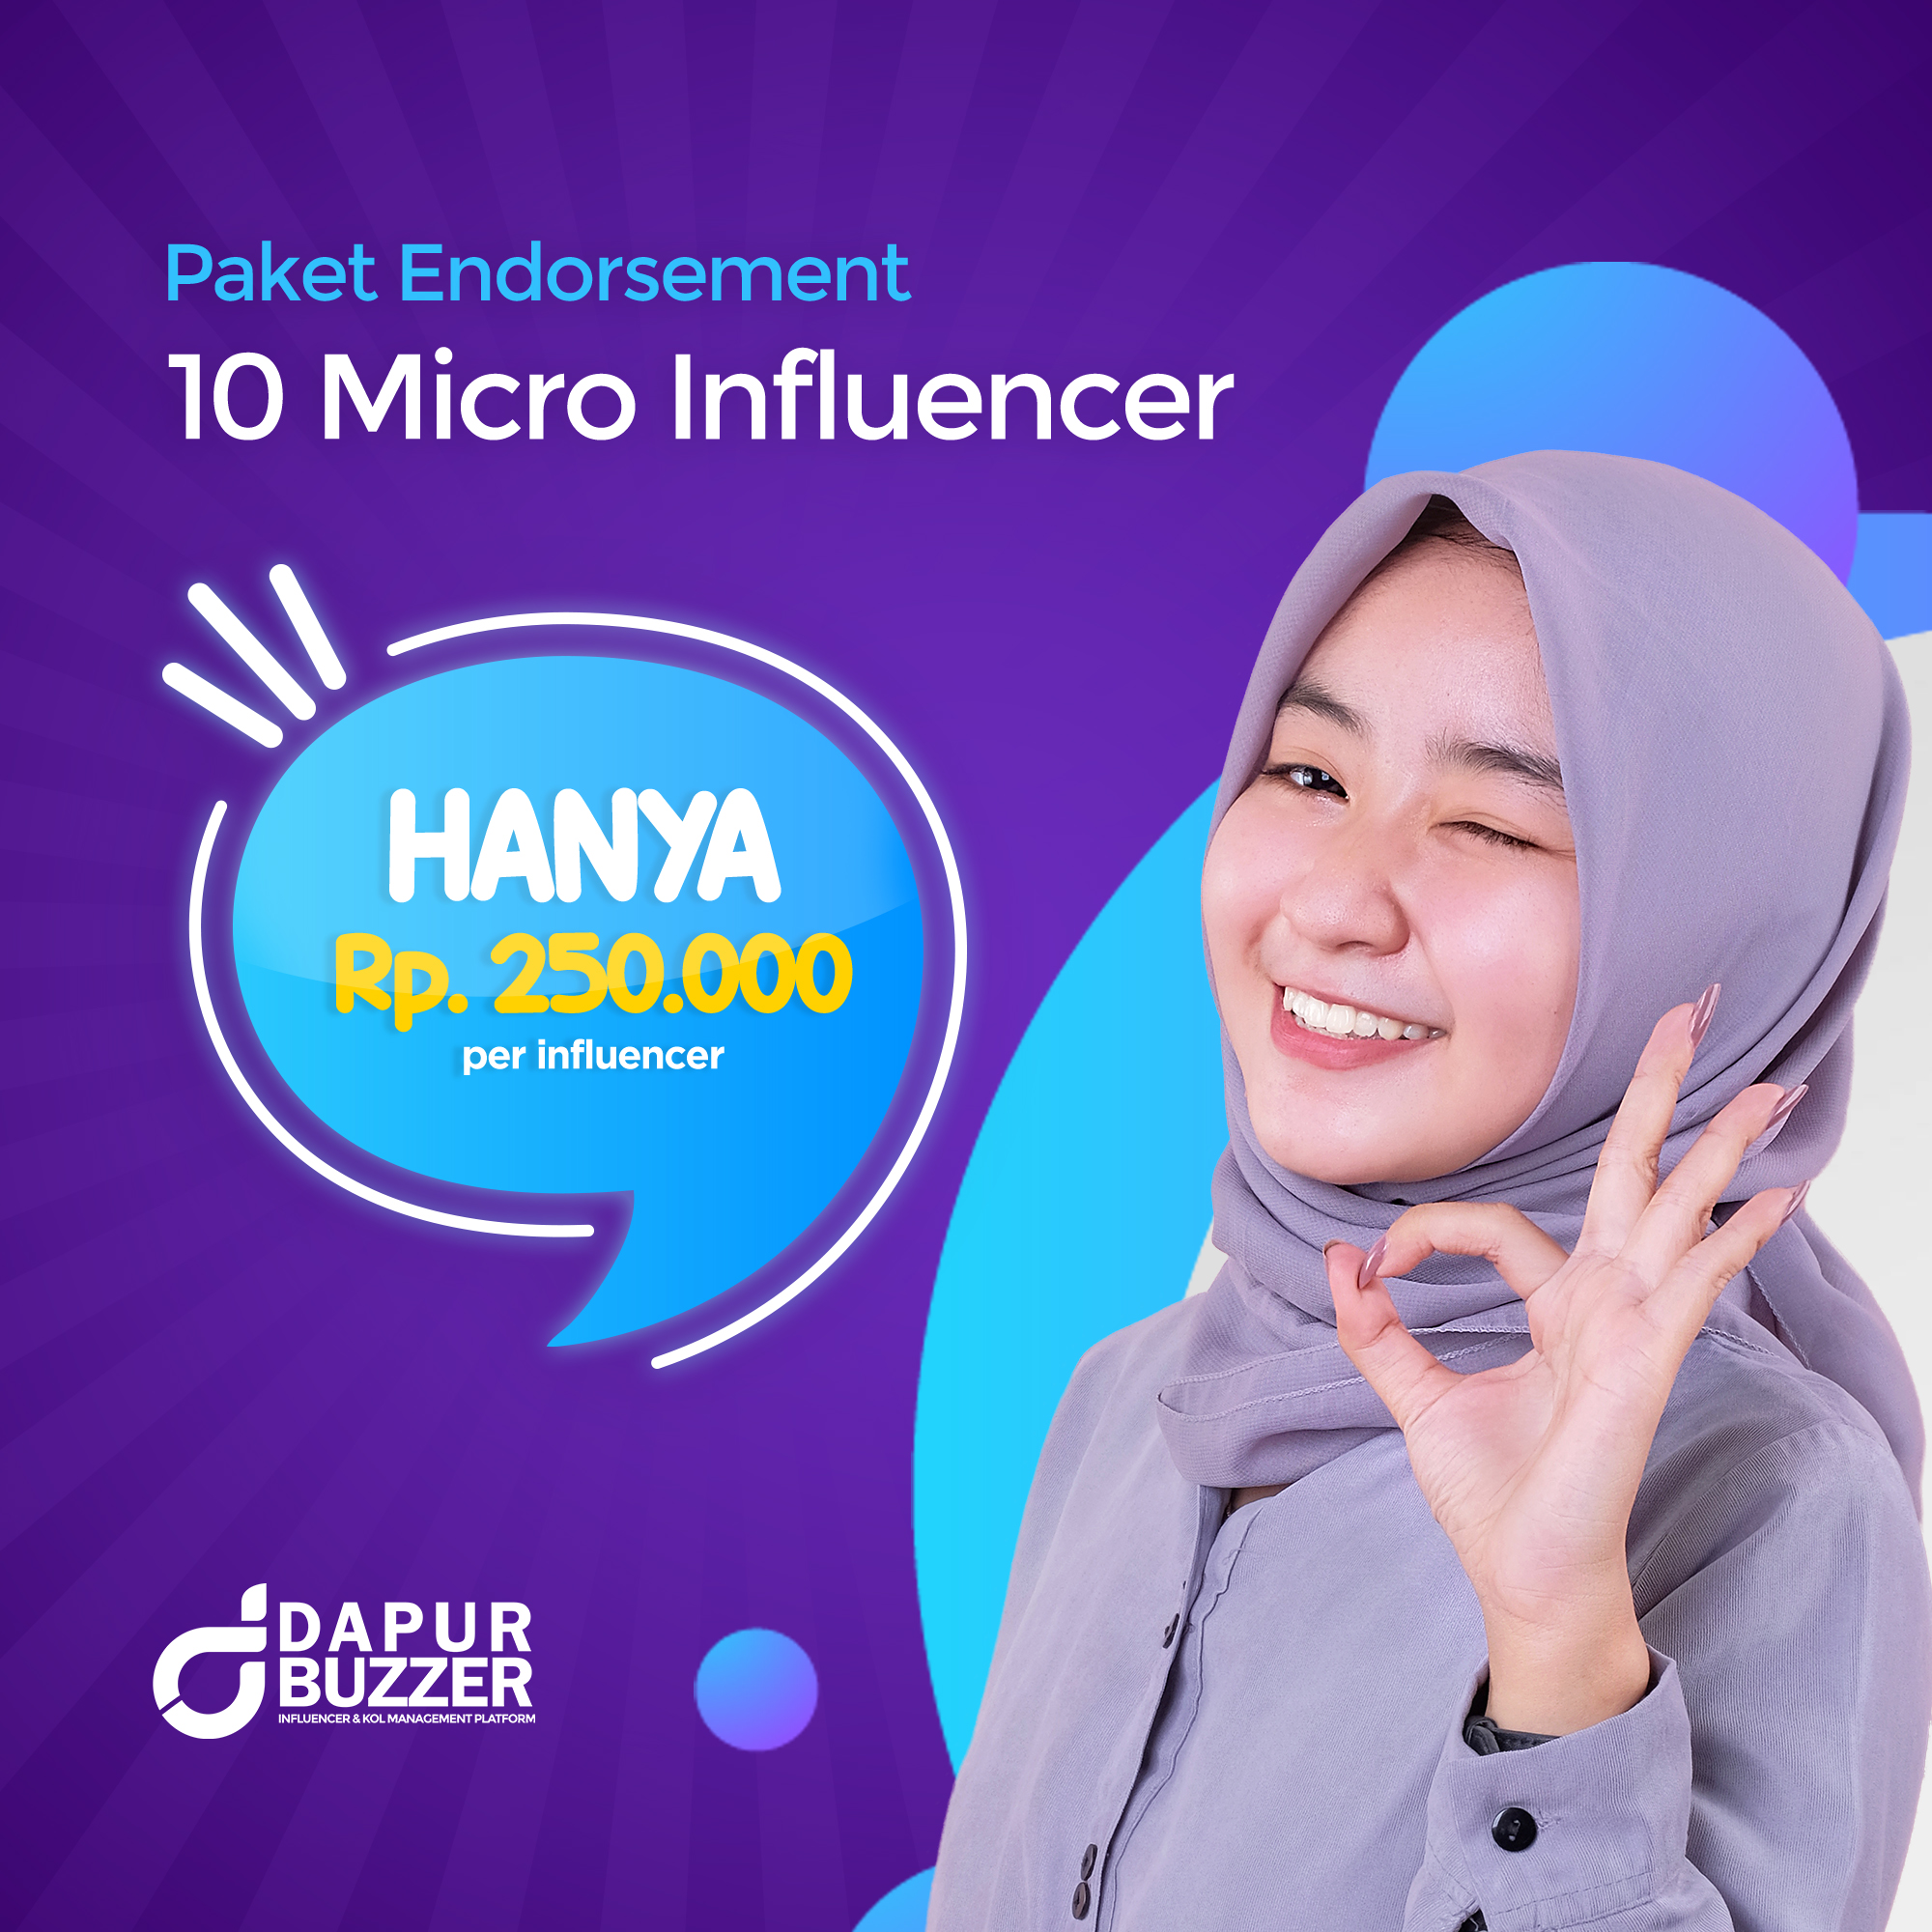 Paket Endorsement
10 Micro Influencer
HANYA
Rp. 250.000
per influencer
DAPUR
BUZZER
INFLUENCER & KOL MANAGEMENT PLATFORM